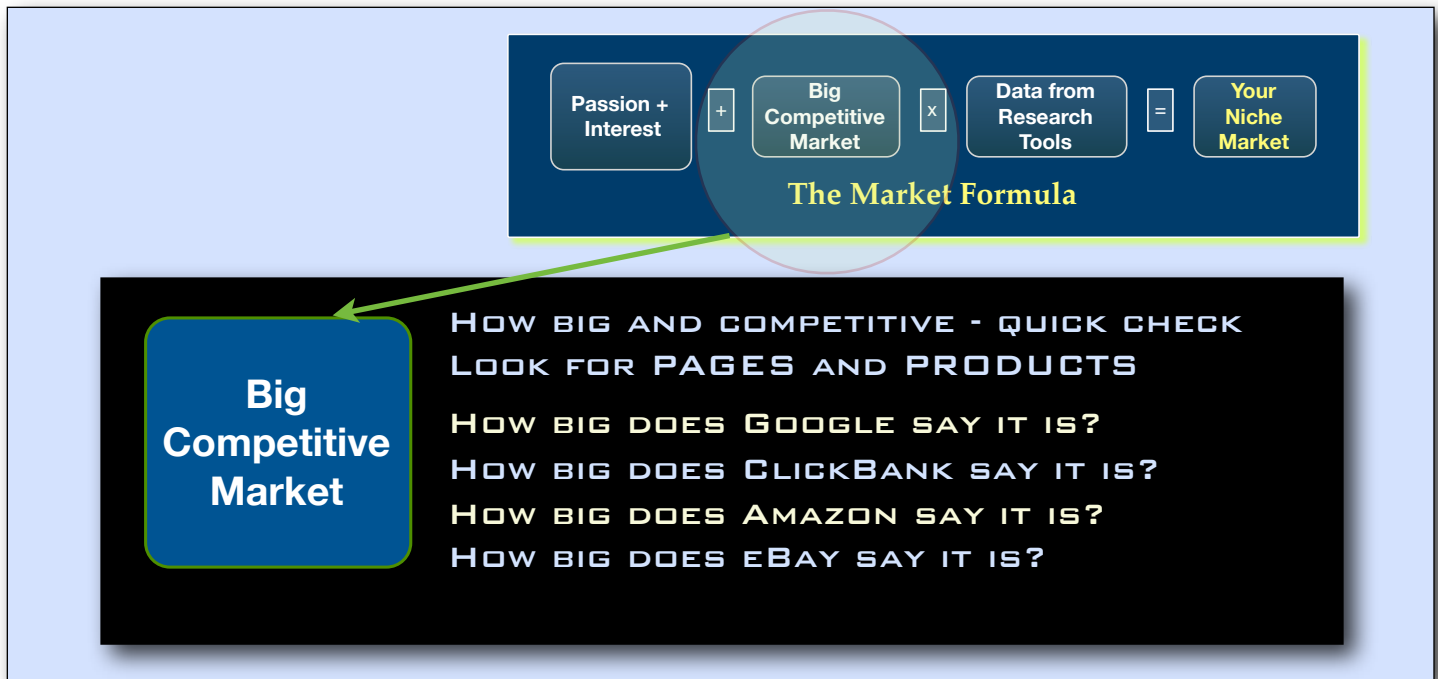 Passion +
Interest
+
Big
Competitive
Market
x
Data from
Research
Tools
=
Your
Niche
Market
The Market Formula
Big
Competitive
Market
How big and competitive - quick check
Look for PAGES and PRODUCTS
How big does Google say it is?
How big does ClickBank say it is?
How big does Amazon say it is?
How big does eBay say it is?